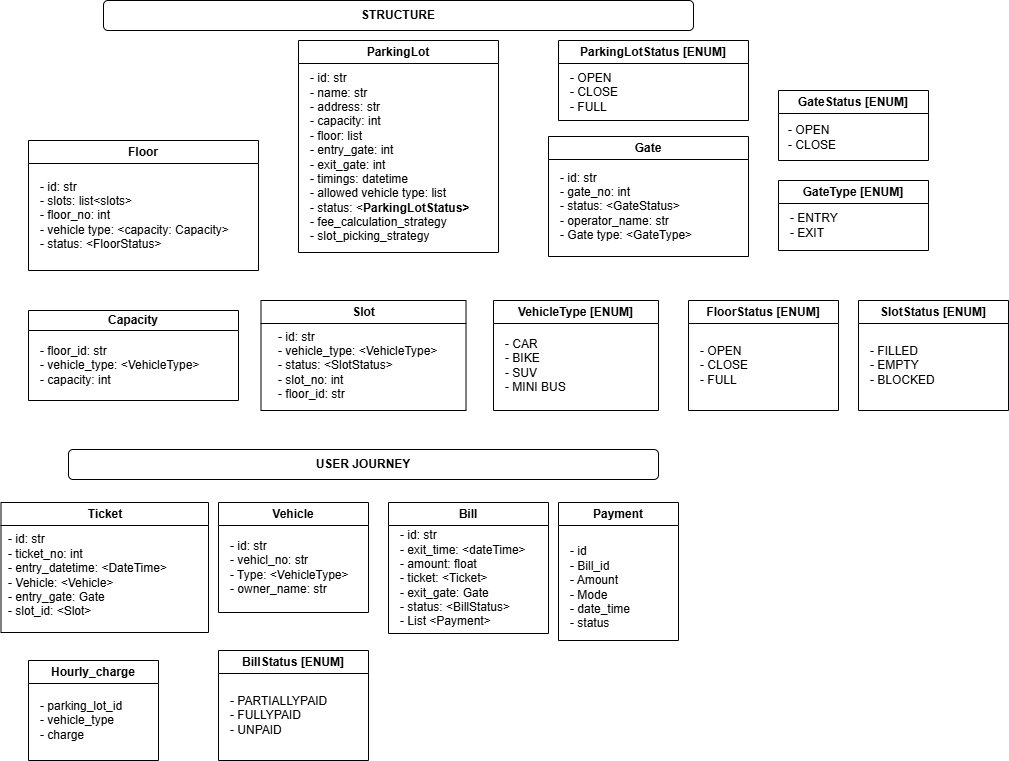 STRUCTURE
ParkingLot
- id: str
- name: str
- address: str
- capacity: int
- floor: list
- entry_gate: int
- exit_gate: int
- timings: datetime
- allowed vehicle type: list
- status: <ParkingLotStatus>
- fee_calculation_strategy
- slot_picking_strategy
ParkingLotStatus [ENUM]
- OPEN
- CLOSE
- FULL
GateStatus [ENUM]
- OPEN
- CLOSE
Floor
- id: str
- slots: list<slots>
- floor_no: int
- vehicle type: <capacity: Capacity>
- status: <FloorStatus>
Gate
- id: str
- gate_no: int
- status: <GateStatus>
- operator_name: str
- Gate type: <GateType>
GateType [ENUM]
- ENTRY
- EXIT
Capacity
- floor_id: str
- vehicle_type: <VehicleType>
- capacity: int
Slot
- id: str
- vehicle_type: <VehicleType>
- status: <SlotStatus>
- slot_no: int
- floor_id: str
VehicleType [ENUM]
- CAR
- BIKE
- SUV
- MINI BUS
FloorStatus [ENUM]
- OPEN
- CLOSE
- FULL
SlotStatus [ENUM]
- FILLED
- EMPTY
- BLOCKED
USER JOURNEY
Ticket
- id: str
- ticket_no: int
- entry_datetime: <DateTime>
- Vehicle: <Vehicle>
- entry_gate: Gate
- slot_id: <Slot>
Vehicle
- id: str
- vehicl_no: str
- Type: <VehicleType>
- owner_name: str
Bill
- id: str
- exit_time: <dateTime>
- amount: float
- ticket: <Ticket>
- exit_gate: Gate
- status: <BillStatus>
- List <Payment>
Payment
- id
- Bill_id
- Amount
- Mode
- date_time
- status
Hourly_charge
- parking_lot_id
- vehicle_type
- charge
BillStatus [ENUM]
- PARTIALLYPAID
- FULLYPAID
- UNPAID